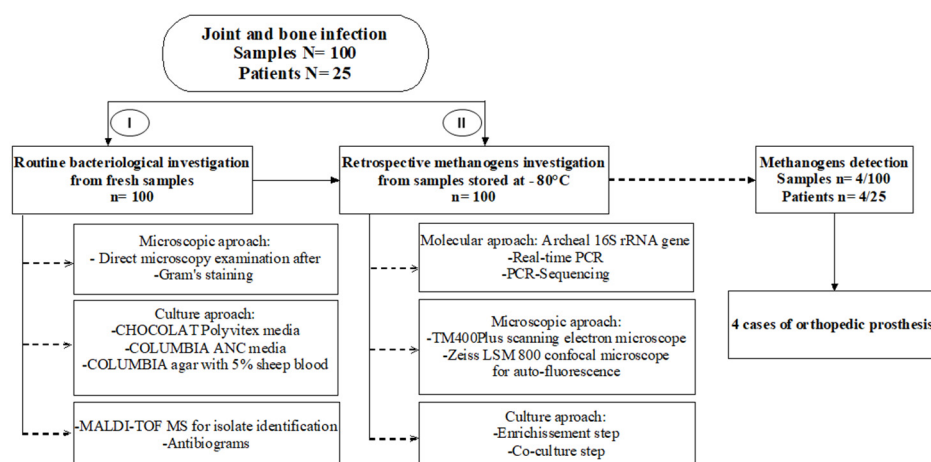 Joint and bone infection
Samples N= 100
Patients N= 25
I
II
Routine bacteriological investigation
from fresh samples
n= 100
Retrospective methanogens investigation
from samples stored at - 80°C
n= 100
Methanogens detection
Samples n= 4/100
Patients n= 4/25
Microscopic aproach:
- Direct microscopy examination after
-Gram's staining
Culture aproach:
-CHOCOLAT Polyvitex media
-COLUMBIA ANC media
-COLUMBIA agar with 5% sheep blood
-MALDI-TOF MS for isolate identification
-Antibiograms
Molecular aproach: Archeal 16S rRNA gene
-Real-time PCR
-PCR-Sequencing
Microscopic aproach:
-TM400Plus scanning electron microscope
-Zeiss LSM 800 confocal microscope
for auto-fluorescence
Culture aproach:
-Enrichissement step
-Co-culture step
4 cases of orthopedic prosthesis